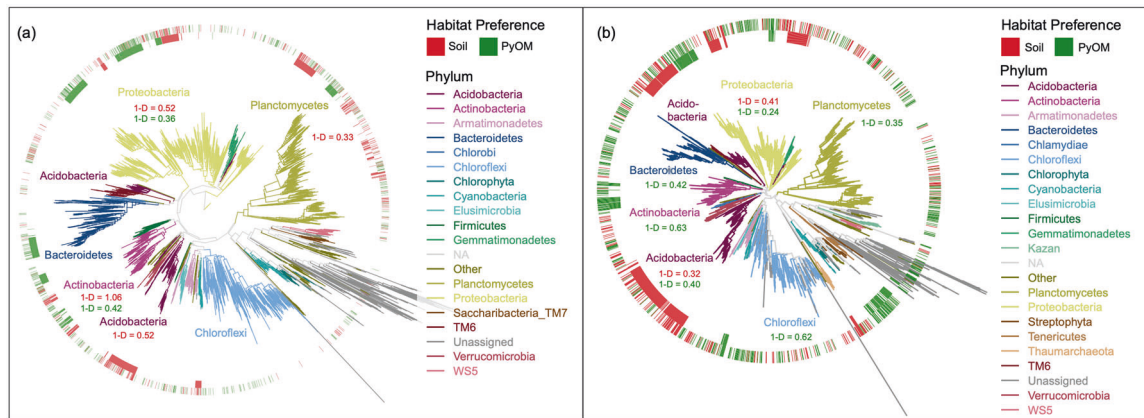 (a)
Habitat Preference
Soil PyOM
Phylum
Acidobacteria
Actinobacteria
Armatimonadetes
Bacteroidetes
Chlorobi
Chloroflexi
Chlorophyta
Cyanobacteria
Elusimicrobia
Firmicutes
Gemmatimonadetes
NA
Other
Planctomycetes
Proteobacteria
Saccharibacteria_TM7
TM6
Unassigned
Verrucomicrobia
WS5
Proteobacteria
1-D = 0.52
1-D = 0.36
Planctomycetes
1-D = 0.33
Acidobacteria
Bacteroidetes
Actinobacteria
1-D = 1.06
1-D = 0.42
Acidobacteria
1-D = 0.52
Chloroflexi
(b)
Habitat Preference
Soil PyOM
Phylum
Acidobacteria
Actinobacteria
Armatimonadetes
Bacteroidetes
Chlamydiae
Chloroflexi
Chlorophyta
Cyanobacteria
Elusimicrobia
Firmicutes
Gemmatimonadetes
Kazan
NA
Other
Planctomycetes
Proteobacteria
Streptophyta
Tenericutes
Thaumarchaeota
TM6
Unassigned
Verrucomicrobia
WS5
Acido-
bacteria
Proteobacteria
1-D = 0.41
1-D = 0.24
Planctomycetes
1-D = 0.35
Bacteroidetes
1-D = 0.42
Actinobacteria
1-D = 0.63
Acidobacteria
1-D = 0.32
1-D = 0.40
Chloroflexi
1-D = 0.62